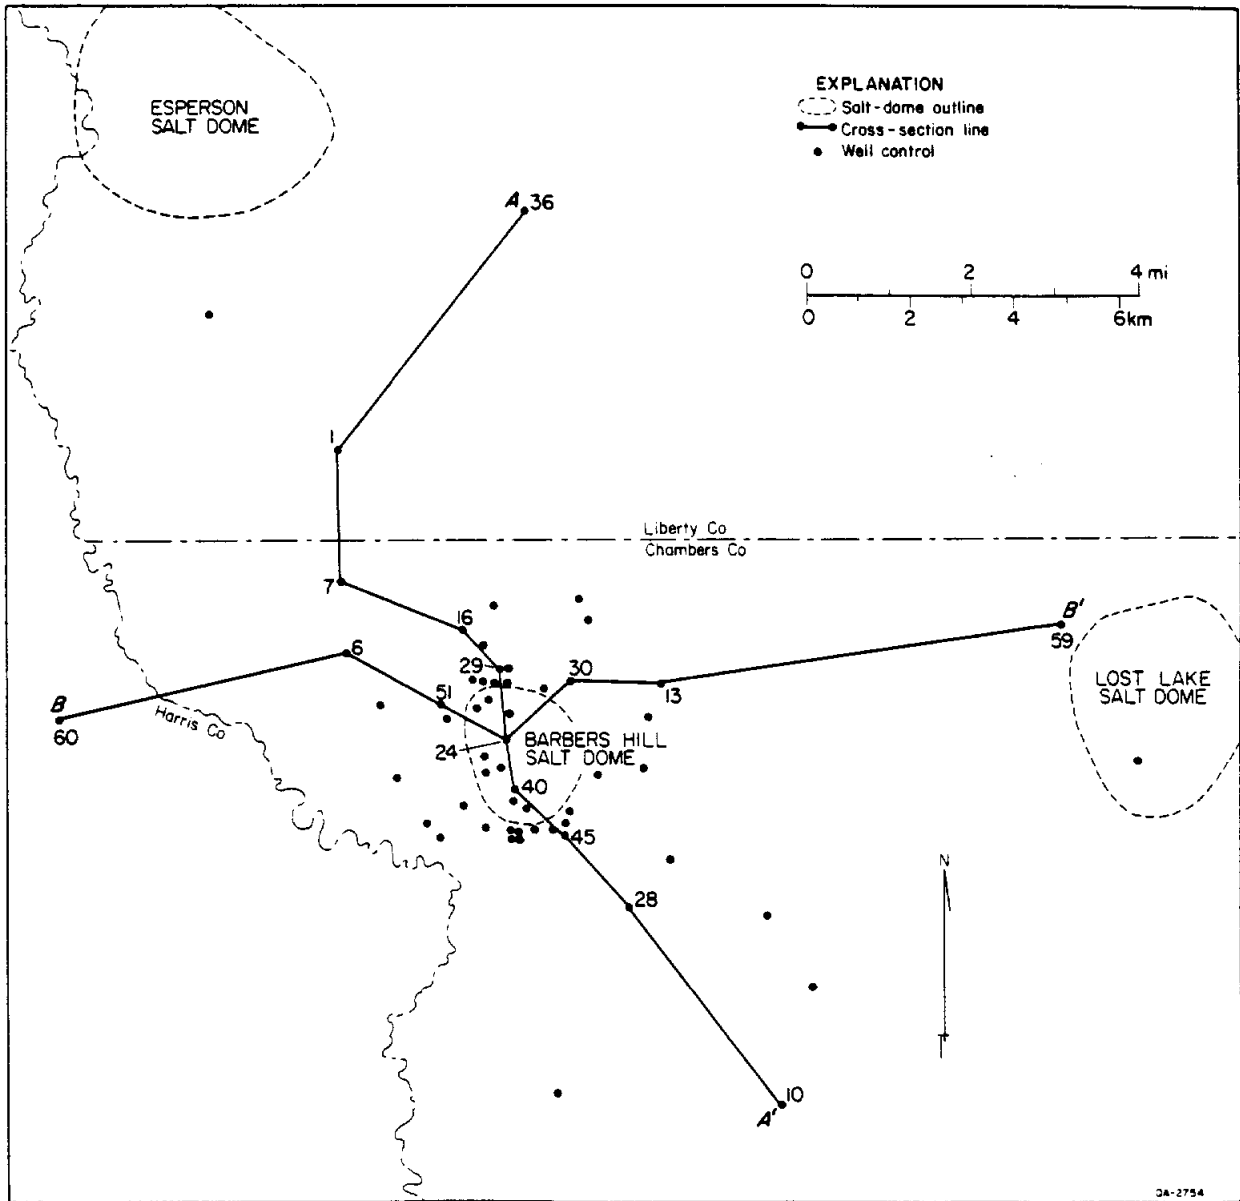 EXPLANATION
Salt-dome outline
Cross-section line
Well control
ESPERSON
SALT DOME
A 36
0 2 4 mi
0 2 4 6km
1
Liberty Co
Chambers Co
7
16
B'
59
6
29
30
13
LOST LAKE
SALT DOME
51
B
60
Harris Co
24
BARBERS HILL
SALT DOME
40
45
N
28
10
A'
QA-2754